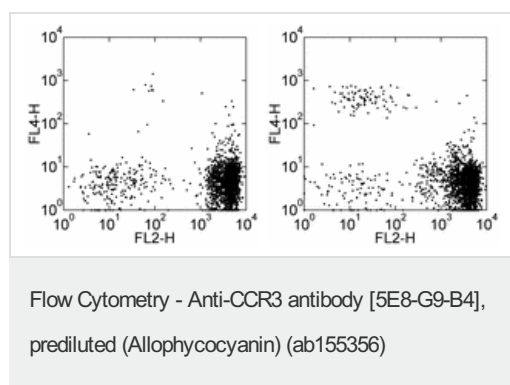 10⁴ 10⁴
10³ 10³
FL4-H FL4-H
10² 10²
10¹ 10¹
10⁰ 10⁰
10⁰ 10¹ 10² 10³ 10⁴ 10⁰ 10¹ 10² 10³ 10⁴
FL2-H FL2-H
Flow Cytometry - Anti-CCR3 antibody [5E8-G9-B4],
prediluted (Allophycocyanin) (ab155356)